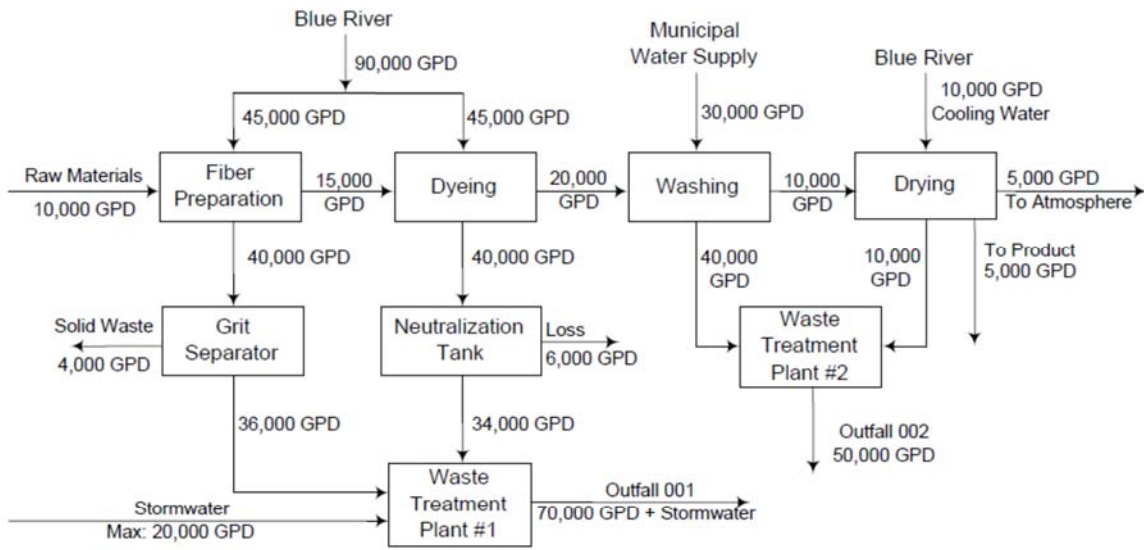 Blue River
90,000 GPD
45,000 GPD
45,000 GPD
Municipal
Water Supply
30,000 GPD
Blue River
10,000 GPD
Cooling Water
Raw Materials
10,000 GPD
Fiber
Preparation
15,000
GPD
Dyeing
20,000
GPD
Washing
10,000
GPD
Drying
5,000 GPD
To Atmosphere
40,000 GPD
40,000 GPD
40,000
GPD
10,000
GPD
To Product
5,000 GPD
Solid Waste
4,000 GPD
Grit
Separator
Neutralization
Tank
Loss
6,000 GPD
Waste
Treatment
Plant #2
36,000 GPD
34,000 GPD
Outfall 002
50,000 GPD
Stormwater
Max: 20,000 GPD
Waste
Treatment
Plant #1
Outfall 001
70,000 GPD + Stormwater